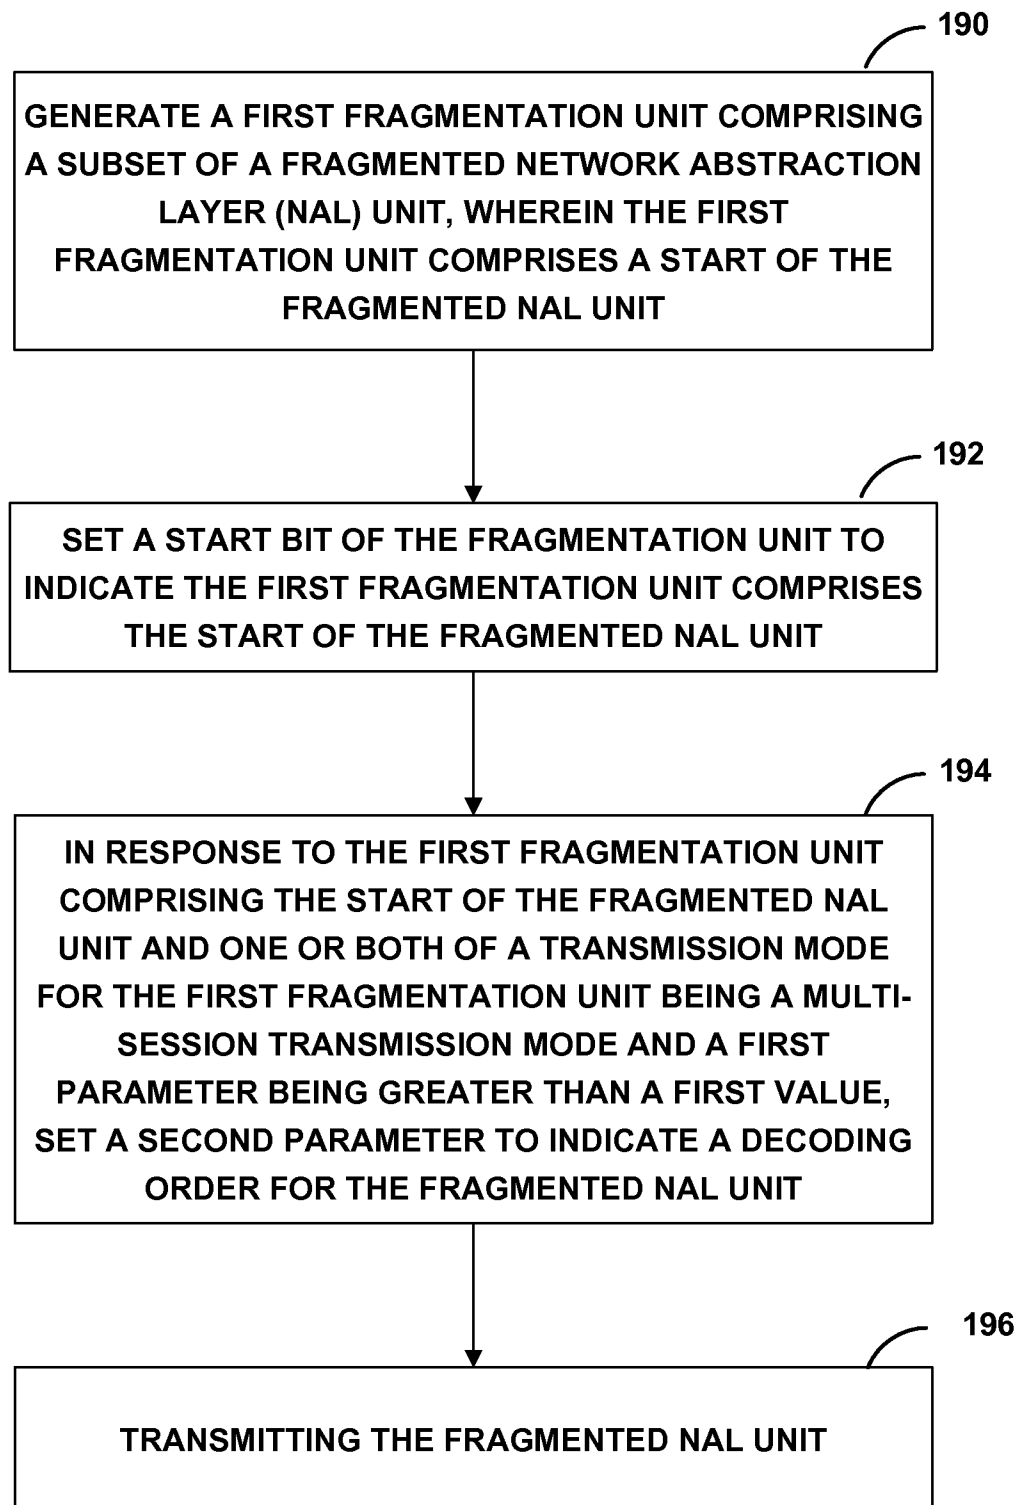 190
GENERATE A FIRST FRAGMENTATION UNIT COMPRISING
A SUBSET OF A FRAGMENTED NETWORK ABSTRACTION
LAYER (NAL) UNIT, WHEREIN THE FIRST
FRAGMENTATION UNIT COMPRISES A START OF THE
FRAGMENTED NAL UNIT
192
SET A START BIT OF THE FRAGMENTATION UNIT TO
INDICATE THE FIRST FRAGMENTATION UNIT COMPRISES
THE START OF THE FRAGMENTED NAL UNIT
194
IN RESPONSE TO THE FIRST FRAGMENTATION UNIT
COMPRISING THE START OF THE FRAGMENTED NAL
UNIT AND ONE OR BOTH OF A TRANSMISSION MODE
FOR THE FIRST FRAGMENTATION UNIT BEING A MULTI-
SESSION TRANSMISSION MODE AND A FIRST
PARAMETER BEING GREATER THAN A FIRST VALUE,
SET A SECOND PARAMETER TO INDICATE A DECODING
ORDER FOR THE FRAGMENTED NAL UNIT
196
TRANSMITTING THE FRAGMENTED NAL UNIT